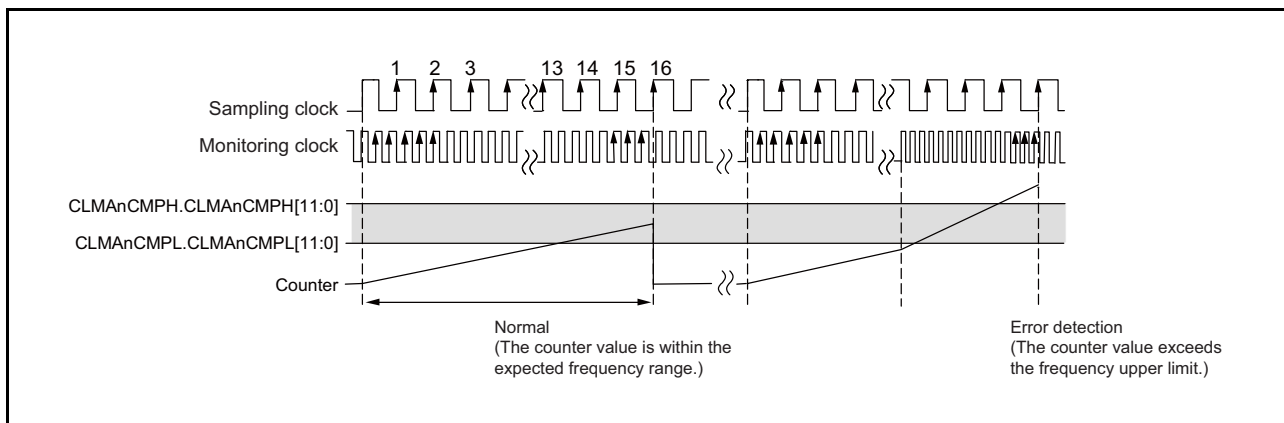 1 2 3 13 14 15 16
Sampling clock
Monitoring clock
CLMAnCMPH.CLMAnCMPH[11:0]
CLMAnCMPL.CLMAnCMPL[11:0]
Counter
Normal
(The counter value is within the
expected frequency range.)
Error detection
(The counter value exceeds
the frequency upper limit.)